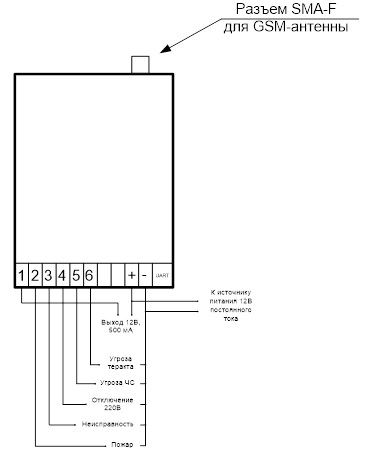 Разъем SMA-F
для GSM-антенны
1 2 3 4 5 6 + - UART
К источнику
питания 12В
постоянного
тока
Выход 12В,
500 мА
Угроза
теракта
Угроза ЧС
Отключение
220В
Неисправность
Пожар